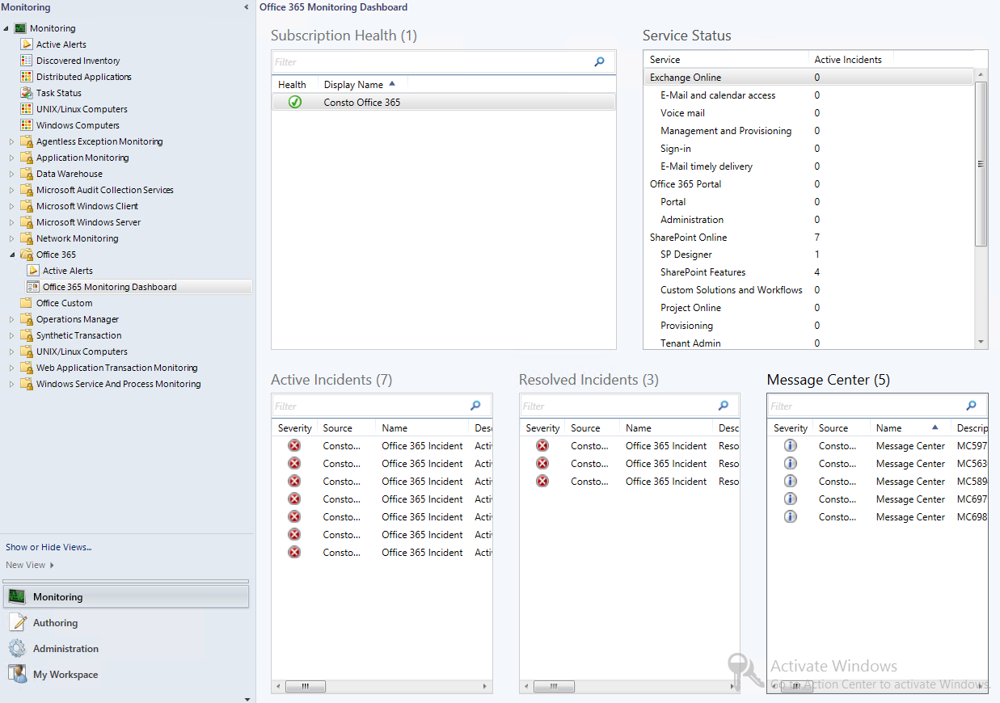 Monitoring
Monitoring
Active Alerts
Discovered Inventory
Distributed Applications
Task Status
UNIX/Linux Computers
Windows Computers
Agentless Exception Monitoring
Application Monitoring
Data Warehouse
Microsoft Audit Collection Services
Microsoft Windows Client
Microsoft Windows Server
Network Monitoring
Office 365
Active Alerts
Office 365 Monitoring Dashboard
Office Custom
Operations Manager
Synthetic Transaction
UNIX/Linux Computers
Web Application Transaction Monitoring
Windows Service And Process Monitoring
Show or Hide Views...
New View
Monitoring
Authoring
Administration
My Workspace
Office 365 Monitoring Dashboard
Subscription Health (1)
Filter
Health Display Name
Consto Office 365
Service Status
Service Active Incidents
Exchange Online 0
E-Mail and calendar access 0
Voice mail 0
Management and Provisioning 0
Sign-in 0
E-Mail timely delivery 0
Office 365 Portal 0
Portal 0
Administration 0
SharePoint Online 7
SP Designer 1
SharePoint Features 4
Custom Solutions and Workflows 0
Project Online 0
Provisioning 0
Tenant Admin 0
Active Incidents (7)
Filter
Severity Source Name Des
Consto... Office 365 Incident Acti
Consto... Office 365 Incident Acti
Consto... Office 365 Incident Acti
Consto... Office 365 Incident Acti
Consto... Office 365 Incident Acti
Consto... Office 365 Incident Acti
Consto... Office 365 Incident Acti
Resolved Incidents (3)
Filter
Severity Source Name Desc
Consto... Office 365 Incident Reso
Consto... Office 365 Incident Reso
Consto... Office 365 Incident Reso
Message Center (5)
Filter
Severity Source Name Descrip
Consto... Message Center MC597
Consto... Message Center MC563
Consto... Message Center MC589
Consto... Message Center MC697
Consto... Message Center MC698
Activate Windows
Go to Action Center to activate Windows.